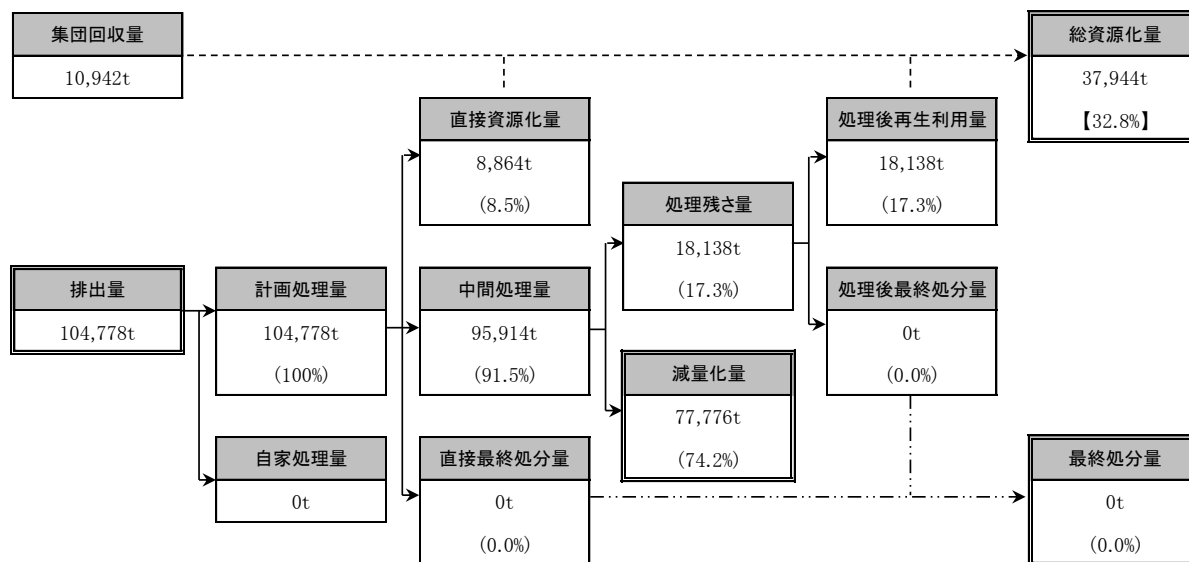 集団回収量
10,942t
総資源化量
37,944t
【32.8%】
直接資源化量
8,864t
(8.5%)
処理後再生利用量
18,138t
(17.3%)
処理残さ量
18,138t
(17.3%)
排出量
104,778t
計画処理量
104,778t
(100%)
中間処理量
95,914t
(91.5%)
処理後最終処分量
0t
(0.0%)
減量化量
77,776t
(74.2%)
自家処理量
0t
直接最終処分量
0t
(0.0%)
最終処分量
0t
(0.0%)